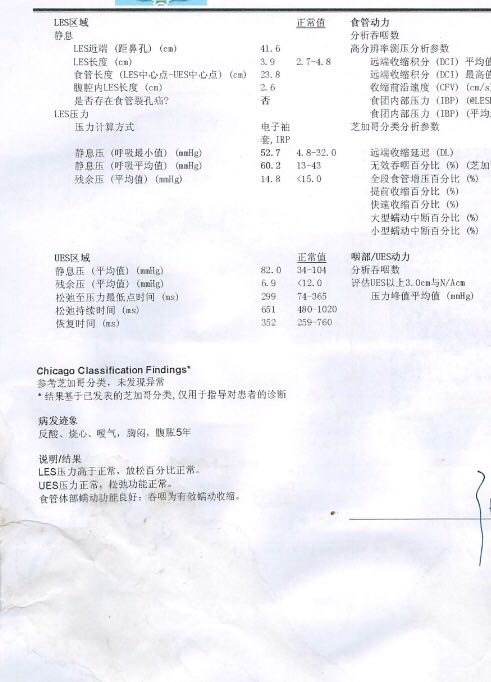 LES区域 正常值
静息
LES近端 (距鼻孔) (cm) 41.6
LES长度 (cm) 3.9 2.7-4.8
食管长度 (LES中心点-UES中心点) (cm) 23.8
腹腔内LES长度 (cm) 2.6
是否存在食管裂孔疝? 否
LES压力
压力计算方式 电子袖
套,IRP
静息压 (呼吸最小值) (mmHg) 52.7 4.8-32.0
静息压 (呼吸平均值) (mmHg) 60.2 13-43
残余压 (平均值) (mmHg) 14.8 <15.0
食管动力
分析吞咽数
高分辨率测压分析参数
远端收缩积分 (DCI) 平均值
远端收缩积分 (DCI) 最高值
收缩前沿速度 (CFV) (cm/s)
食团内部压力 (IBP) (@LES
食团内部压力 (IBP) (平均
芝加哥分类分析参数
远端收缩延迟 (DL)
无效吞咽百分比 (%) (芝加
全段食管增压百分比 (%)
提前收缩百分比 (%)
快速收缩百分比 (%)
大型蠕动中断百分比 (%)
小型蠕动中断百分比 (%)
UES区域 正常值
静息压 (平均值) (mmHg) 82.0 34-104
残余压 (平均值) (mmHg) 6.9 <12.0
松弛至压力最低点时间 (ms) 299 74-365
松弛持续时间 (ms) 651 480-1020
恢复时间 (ms) 352 259-760
咽部/UES动力
分析吞咽数
评估UES以上3.0cm与N/Acm
压力峰值平均值 (mmHg)
Chicago Classification Findings*
参考芝加哥分类, 未发现异常
* 结果基于已发表的芝加哥分类,仅用于指导对患者的诊断
病发迹象
反酸、烧心、嗳气, 胸闷, 腹胀5年
说明/结果
LES压力高于正常, 放松百分比正常。
UES压力正常, 松弛功能正常。
食管体部蠕动功能良好: 吞咽为有效蠕动收缩。